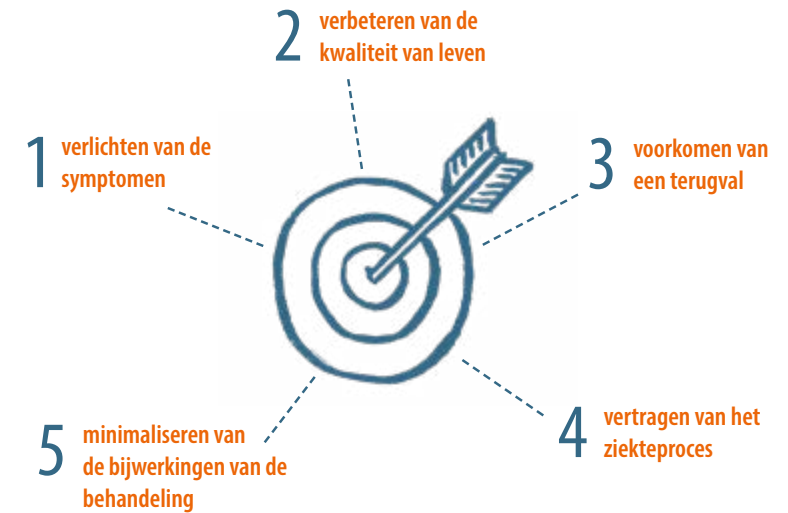 1 verlichten van de
symptomen
2 verbeteren van de
kwaliteit van leven
3 voorkomen van
een terugval
4 vertragen van het
ziekteproces
5 minimaliseren van
de bijwerkingen van de
behandeling